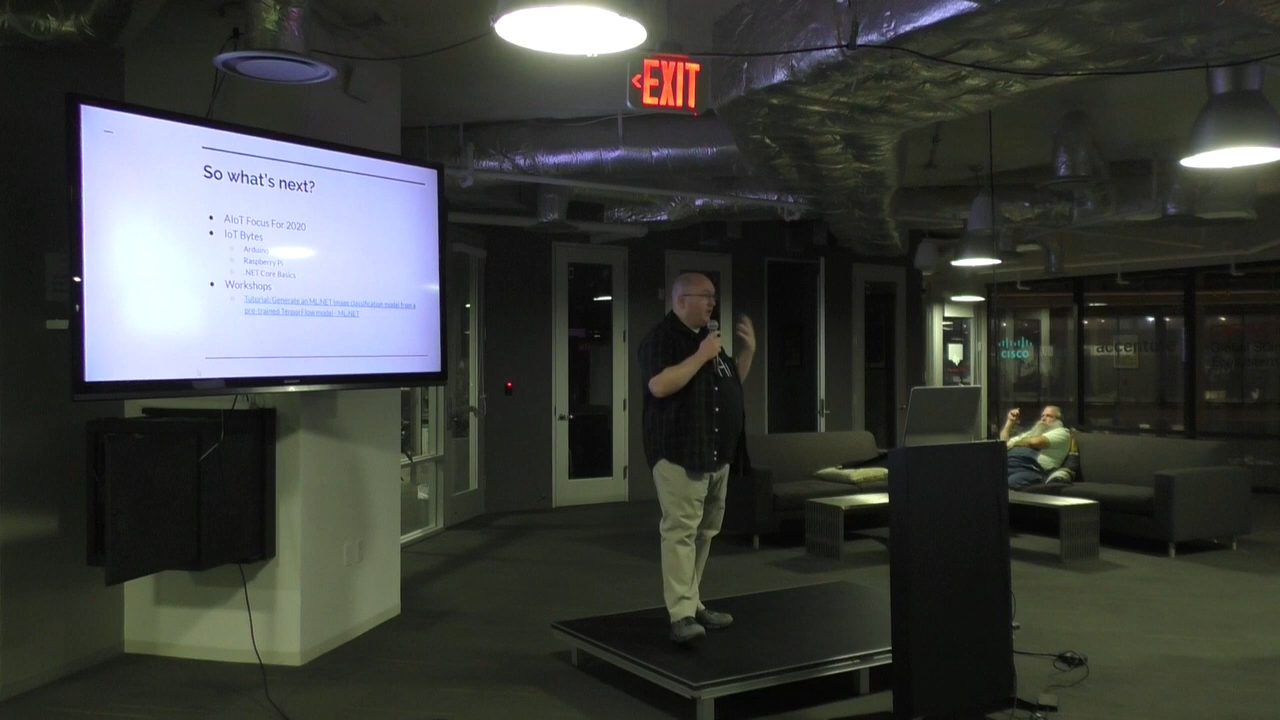 <EXIT
So what's next?
AIoT Focus For 2020
IoT Bytes
Arduino
Raspberry Pi
.NET Core Basics
Workshops
Tutorial: Generate an ML.NET image classification model from a
pre-trained TensorFlow model - ML.NET
AI
CISCO